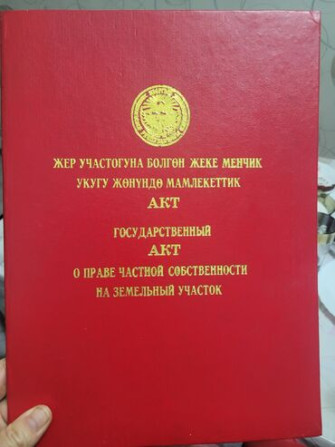 ЖЕР УЧАСТОГУНА БОЛГОН ЖЕКЕ МЕНЧИК
УКУГУ ЖӨНҮНДӨ МАМЛЕКЕТТИК
АКТ
ГОСУДАРСТВЕННЫЙ
АКТ
О ПРАВЕ ЧАСТНОЙ СОБСТВЕННОСТИ
НА ЗЕМЕЛЬНЫЙ УЧАСТОК